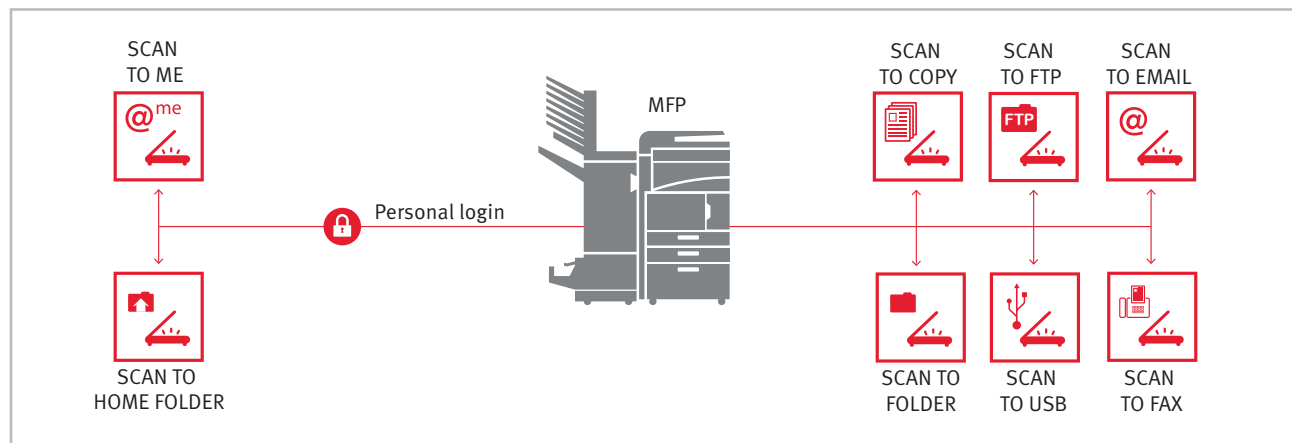 SCAN
TO ME
@me
SCAN
TO COPY
SCAN
TO FTP
FTP
SCAN
TO EMAIL
@
MFP
Personal login
SCAN TO
HOME FOLDER
SCAN TO
FOLDER
SCAN
TO USB
SCAN
TO FAX